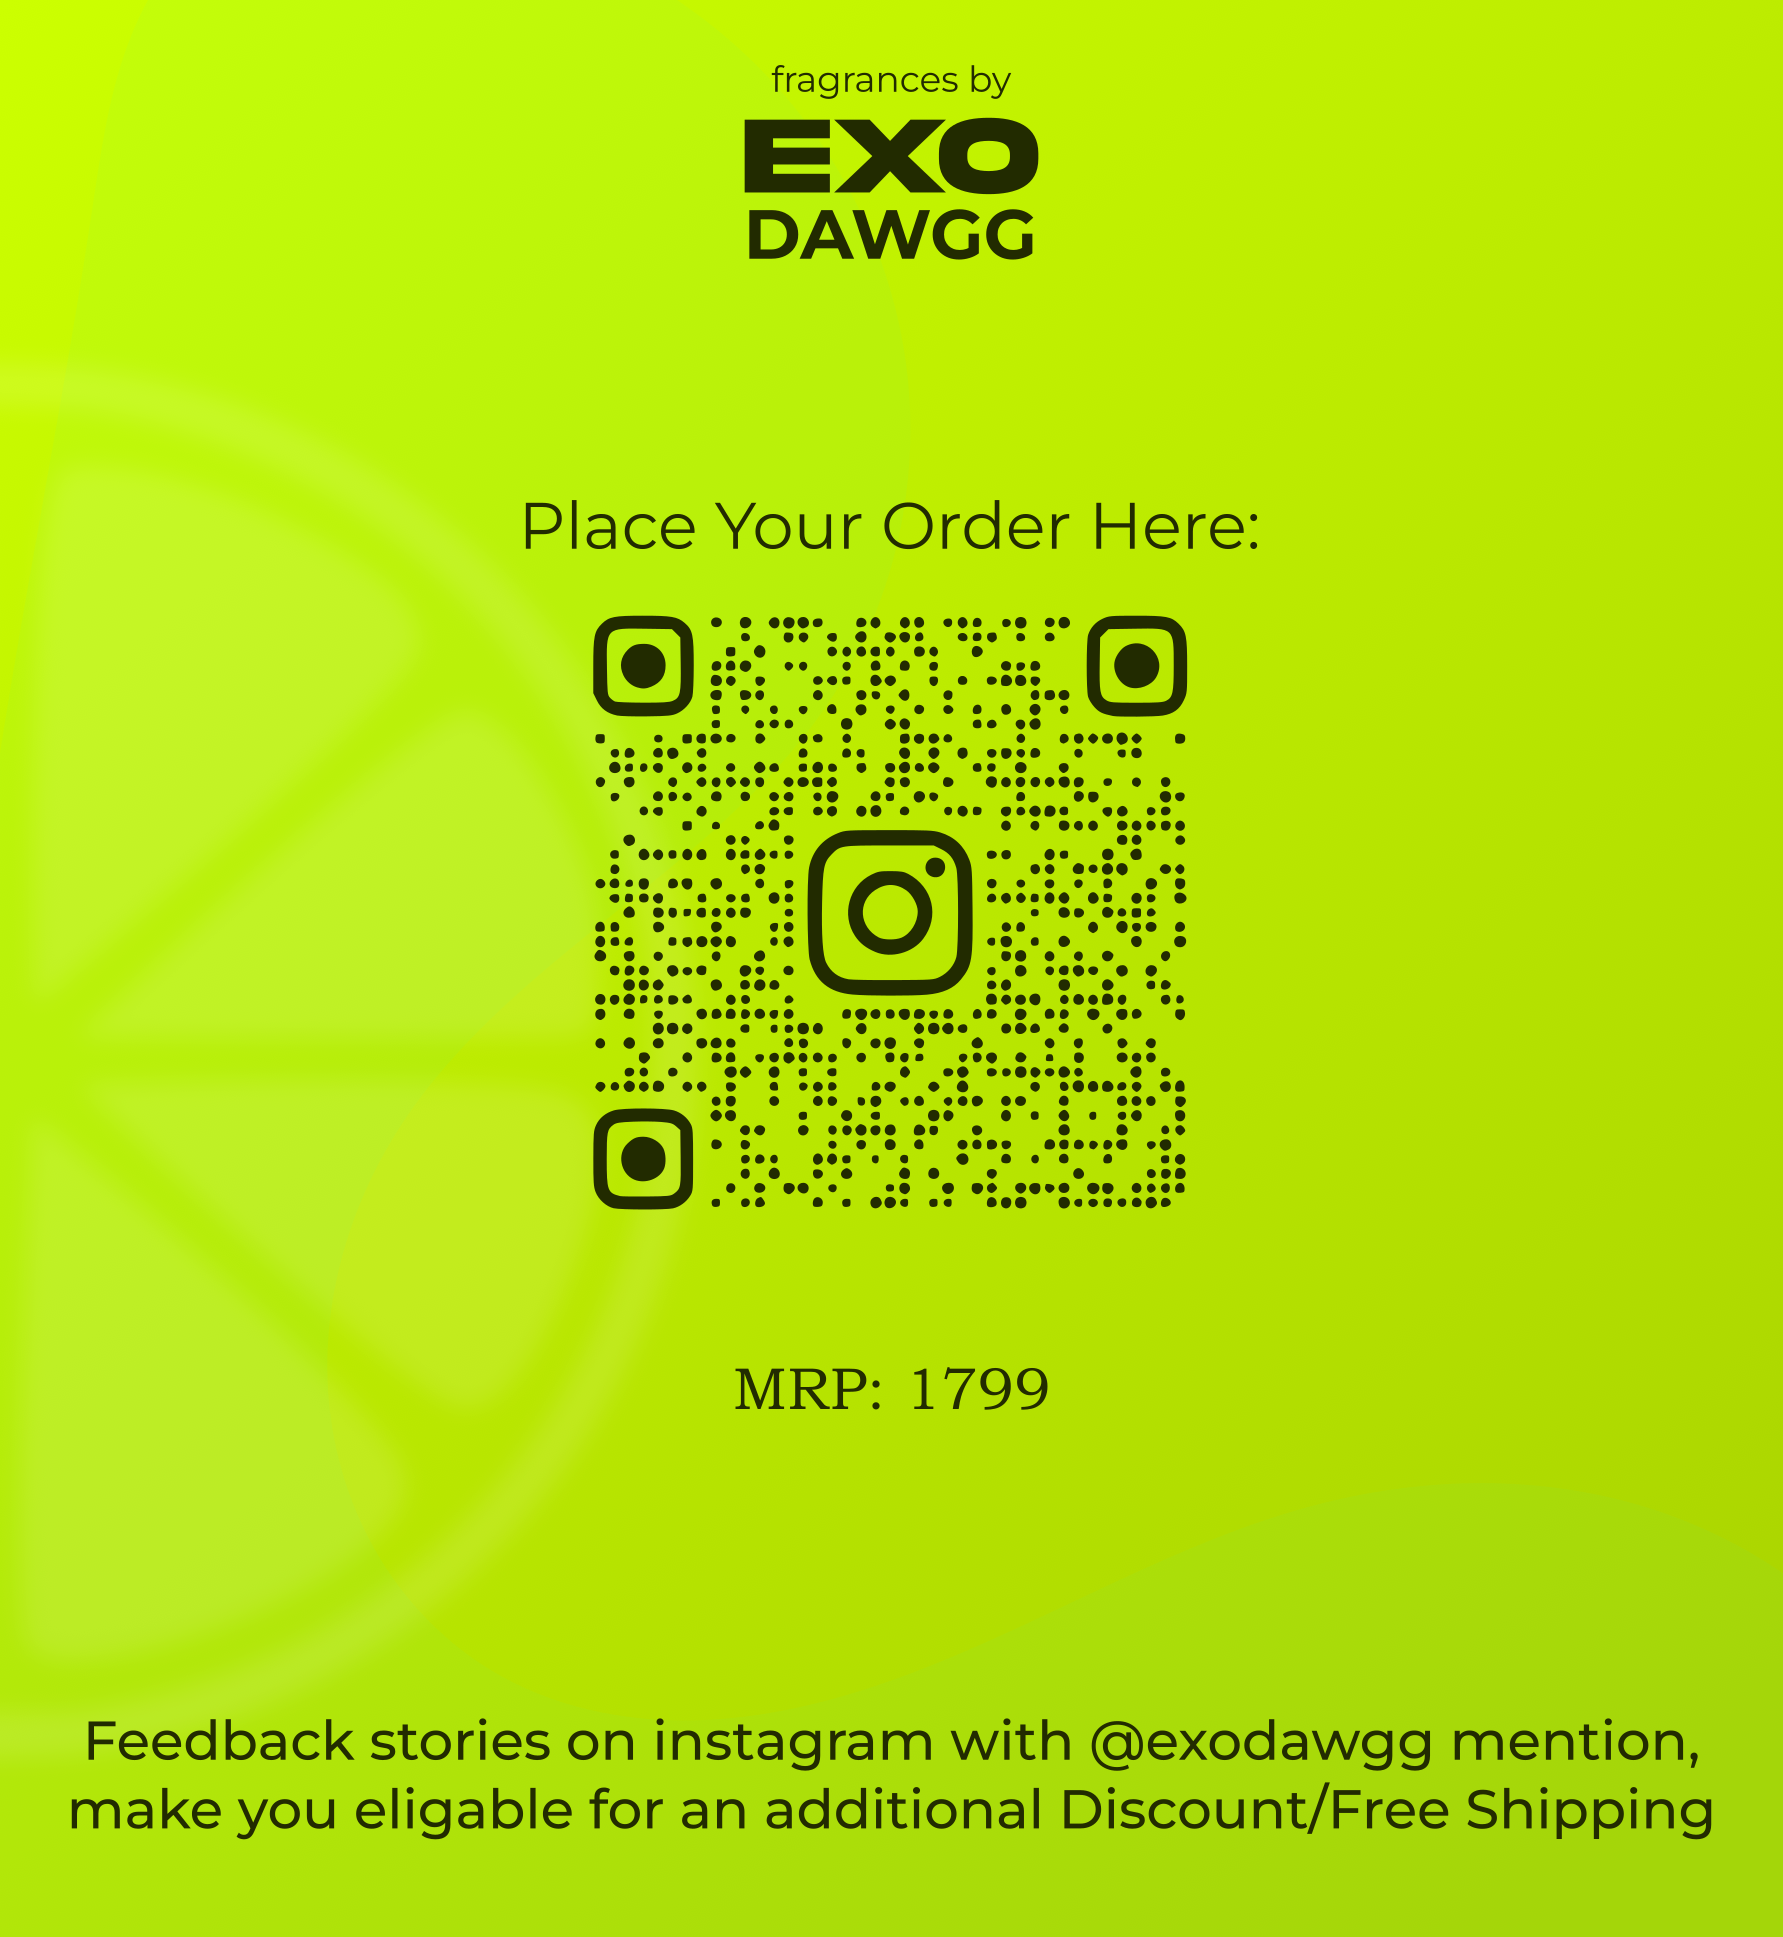 fragrances by
EXO
DAWGG
Place Your Order Here:
MRP: 1799
Feedback stories on instagram with @exodawgg mention,
make you eligable for an additional Discount/Free Shipping